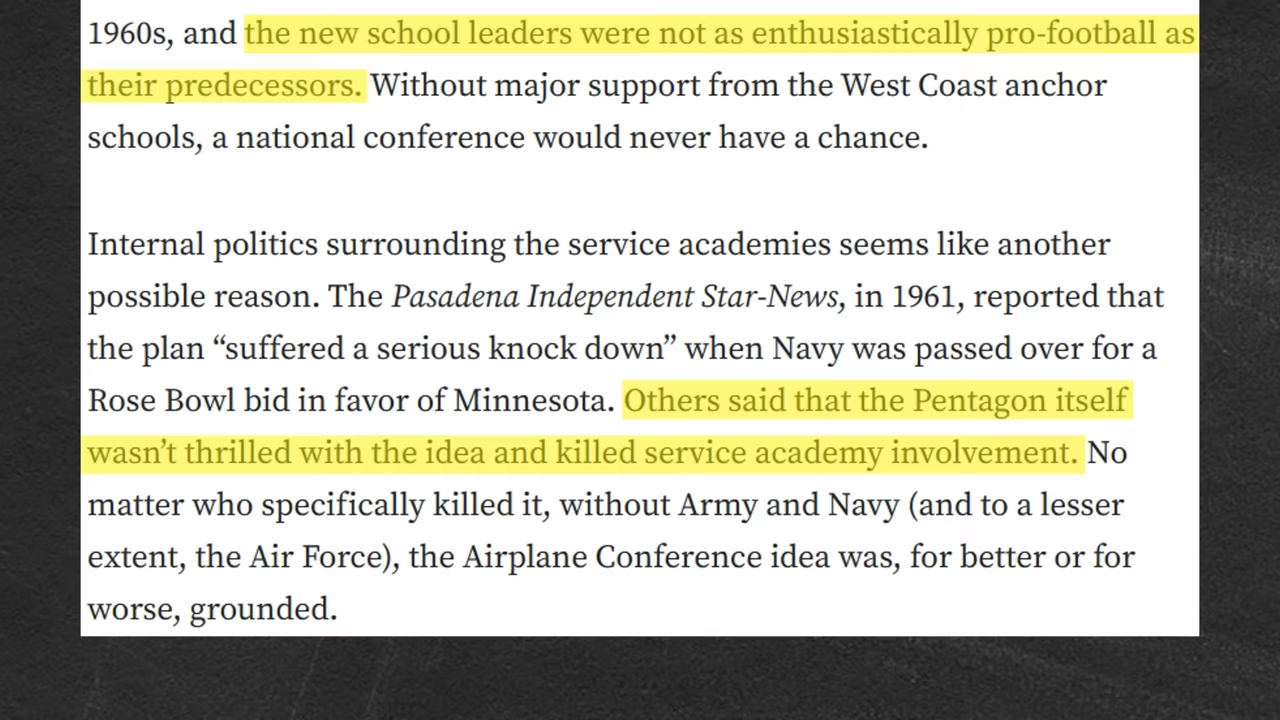 1960s, and the new school leaders were not as enthusiastically pro-football as
their predecessors. Without major support from the West Coast anchor
schools, a national conference would never have a chance.
Internal politics surrounding the service academies seems like another
possible reason. The Pasadena Independent Star-News, in 1961, reported that
the plan “suffered a serious knock down” when Navy was passed over for a
Rose Bowl bid in favor of Minnesota. Others said that the Pentagon itself
wasn’t thrilled with the idea and killed service academy involvement. No
matter who specifically killed it, without Army and Navy (and to a lesser
extent, the Air Force), the Airplane Conference idea was, for better or for
worse, grounded.